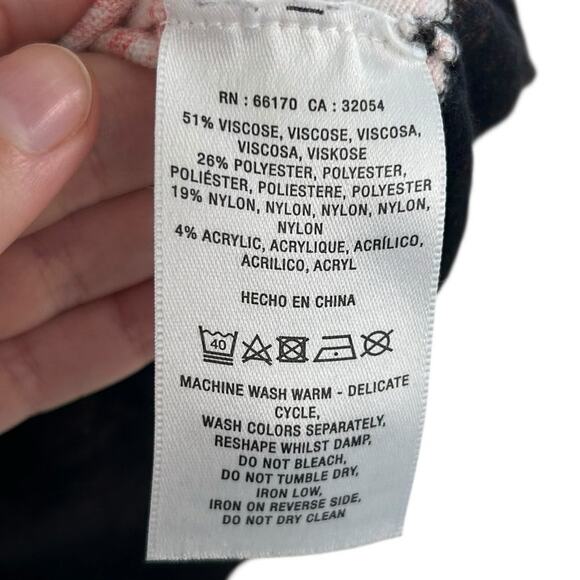 RN : 66170 CA : 32054
51% VISCOSE, VISCOSE, VISCOSA,
VISCOSA, VISKOSE
26% POLYESTER, POLYESTER,
POLIÉSTER, POLIESTERE, POLYESTER
19% NYLON, NYLON, NYLON, NYLON,
NYLON
4% ACRYLIC, ACRYLIQUE, ACRÍLICO,
ACRILICO, ACRYL
HECHO EN CHINA
40
MACHINE WASH WARM - DELICATE
CYCLE,
WASH COLORS SEPARATELY,
RESHAPE WHILST DAMP,
DO NOT BLEACH,
DO NOT TUMBLE DRY,
IRON LOW,
IRON ON REVERSE SIDE,
DO NOT DRY CLEAN